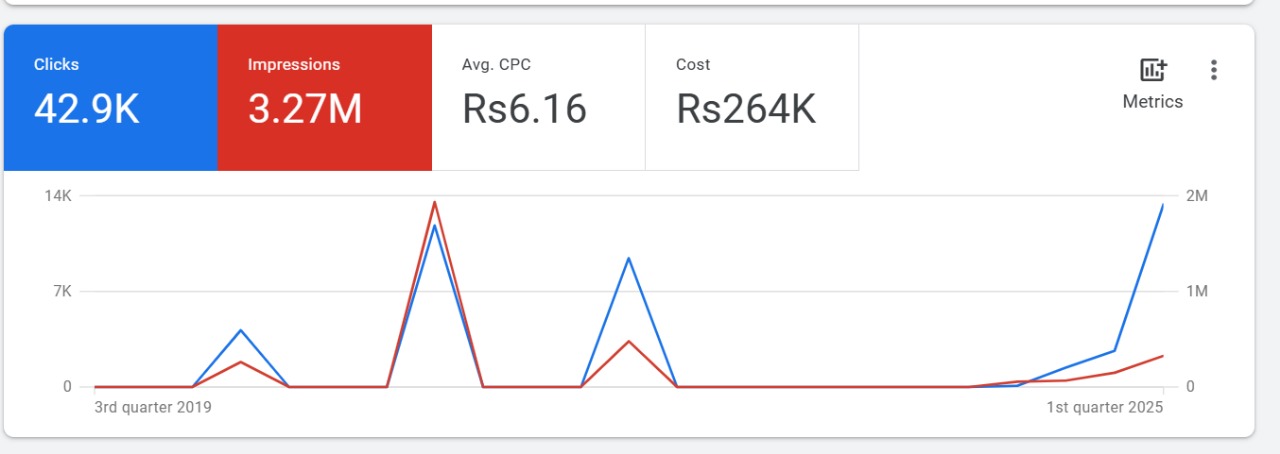 Clicks
42.9K
Impressions
3.27M
Avg. CPC
Rs6.16
Cost
Rs264K
Metrics
14K
7K
0
2M
1M
0
3rd quarter 2019
1st quarter 2025